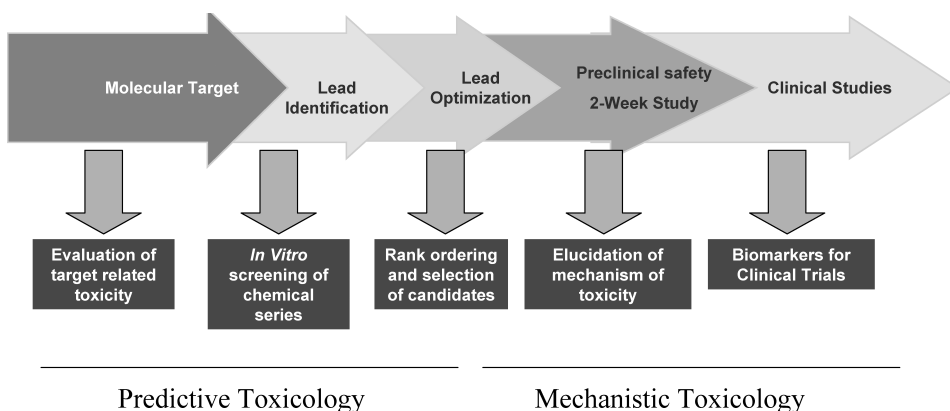 Molecular Target
Lead
Identification
Lead
Optimization
Preclinical safety
2-Week Study
Clinical Studies
Evaluation of
target related
toxicity
In Vitro
screening of
chemical
series
Rank ordering
and selection
of candidates
Elucidation of
mechanism of
toxicity
Biomarkers for
Clinical Trials
Predictive Toxicology
Mechanistic Toxicology